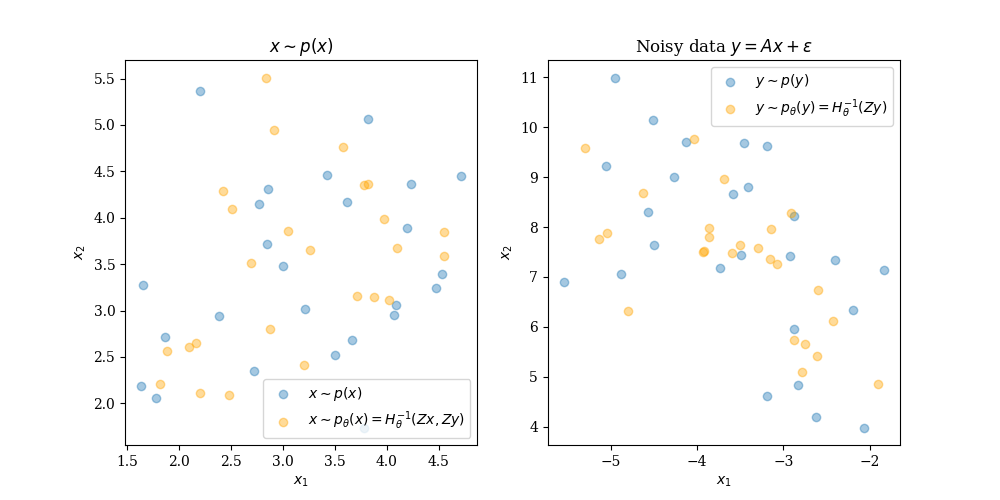 x ∼ p(x)
5.5
5.0
4.5
4.0
3.5
3.0
2.5
2.0
x₂
1.5 2.0 2.5 3.0 3.5 4.0 4.5
x₁
x ∼ p(x)
x ∼ p_θ(x) = H_θ⁻¹(Zx, Zy)
Noisy data y = Ax + ε
11
10
9
8
7
6
5
4
x₂
−5 −4 −3 −2
x₁
y ∼ p(y)
y ∼ p_θ(y) = H_θ⁻¹(Zy)